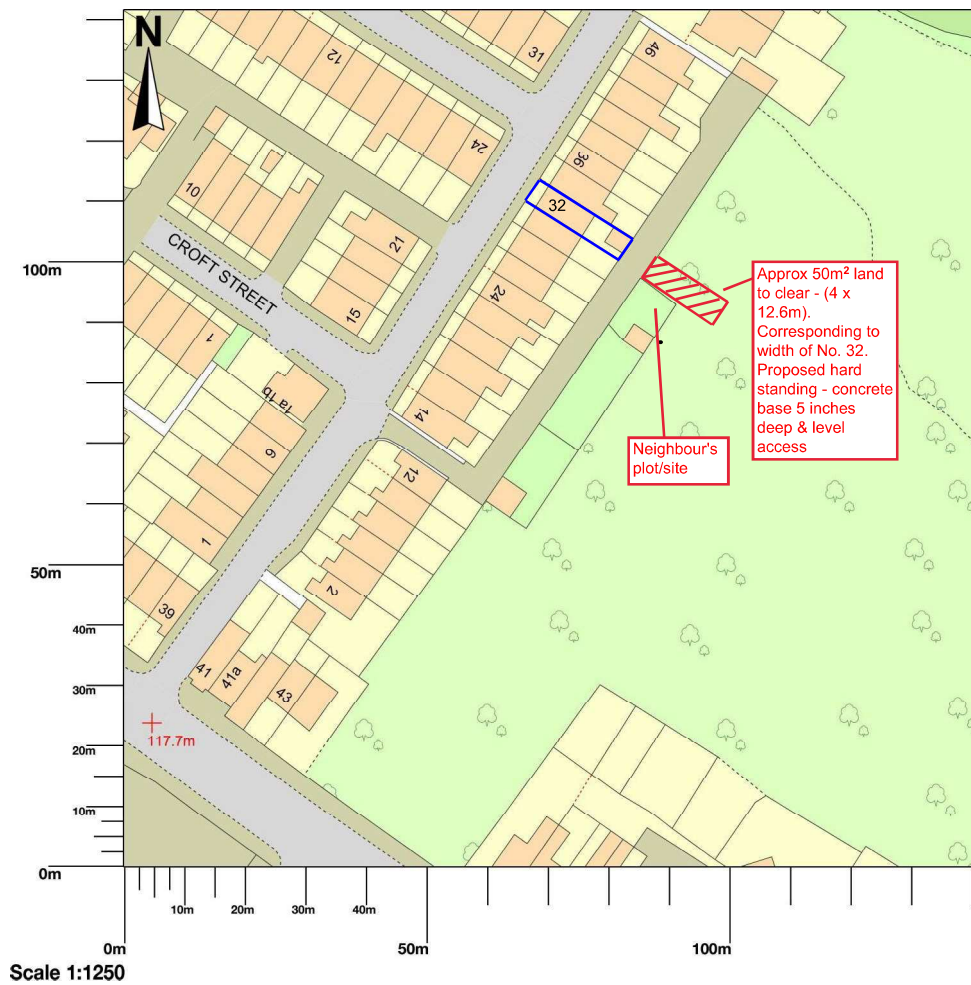 N
12
31
46
24
36
10
32
21
CROFT STREET
100m
Approx 50m² land
to clear - (4 x
12.6m).
Corresponding to
width of No. 32.
Proposed hard
standing - concrete
base 5 inches
deep & level
access
24
15
1
1a1b
14
Neighbour's
plot/site
6
12
1
50m
2
39
40m
41
41a
43
30m
117.7m
20m
10m
0m
10m
20m
30m
40m
0m
50m
100m
Scale 1:1250